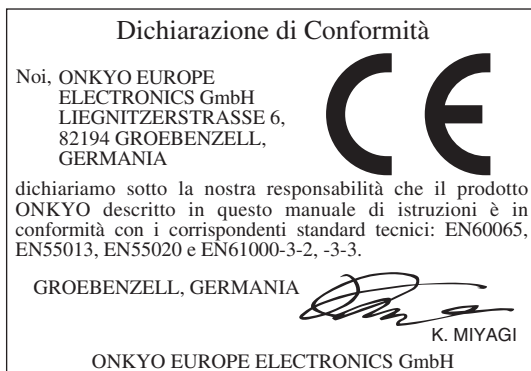 Dichiarazione di Conformità
Noi, ONKYO EUROPE
ELECTRONICS GmbH
LIEGNITZERSTRASSE 6,
82194 GROEBENZELL,
GERMANIA
CE
dichiariamo sotto la nostra responsabilità che il prodotto
ONKYO descritto in questo manuale di istruzioni è in
conformità con i corrispondenti standard tecnici: EN60065,
EN55013, EN55020 e EN61000-3-2, -3-3.
GROEBENZELL, GERMANIA
K. MIYAGI
ONKYO EUROPE ELECTRONICS GmbH